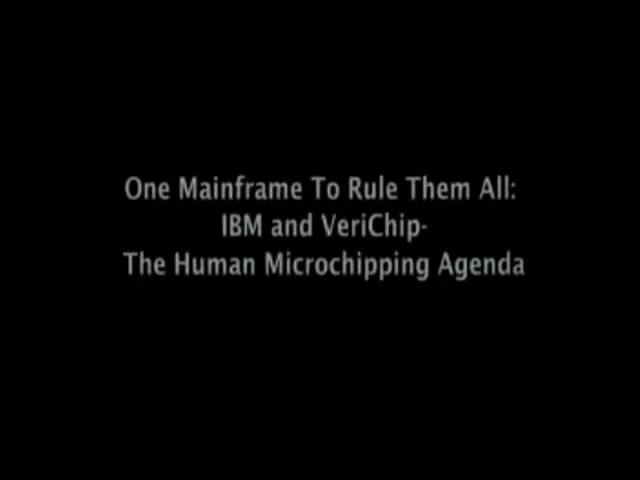 One Mainframe To Rule Them All:
IBM and VeriChip-
The Human Microchipping Agenda